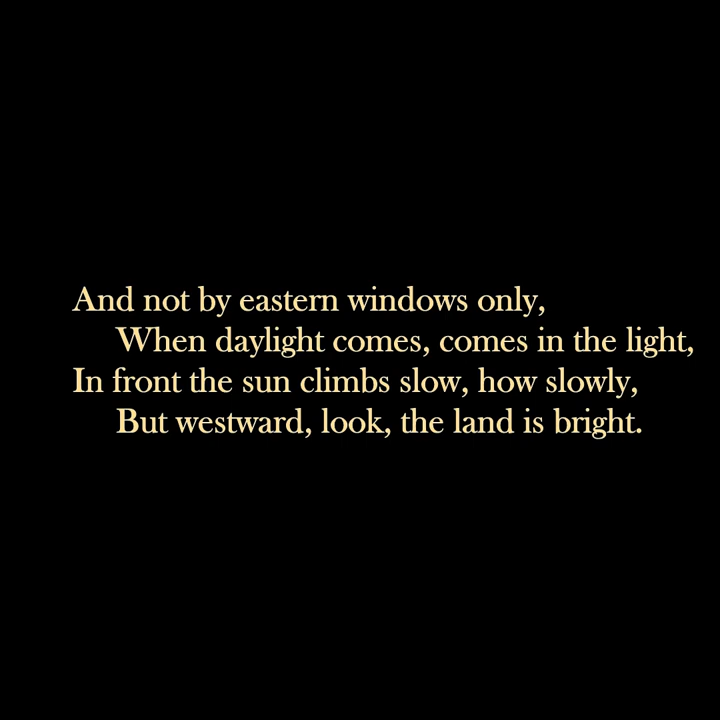 And not by eastern windows only,
When daylight comes, comes in the light,
In front the sun climbs slow, how slowly,
But westward, look, the land is bright.